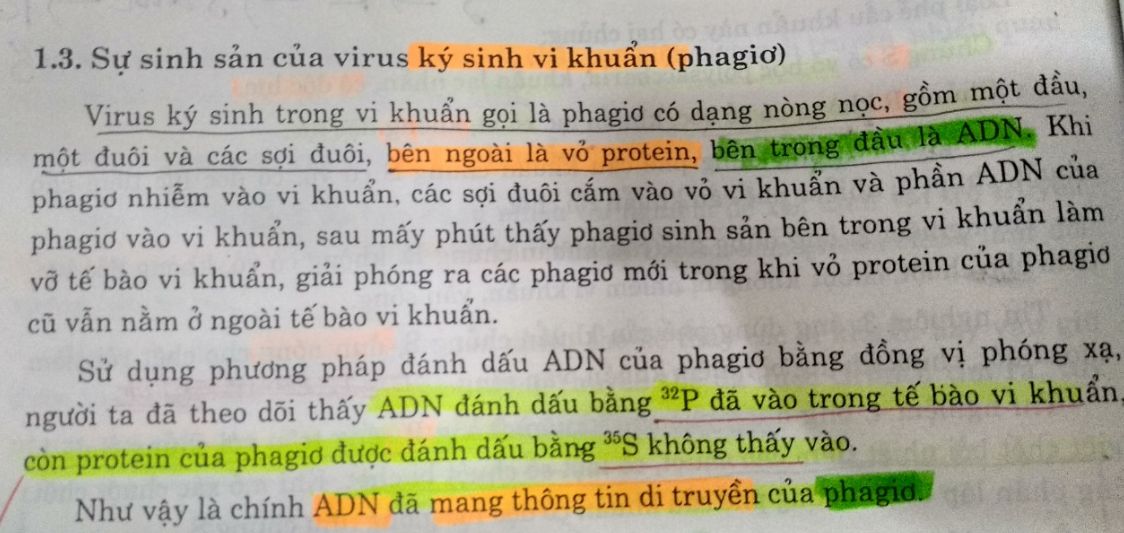 1.3. Sự sinh sản của virus ký sinh vi khuẩn (phagiơ)
Virus ký sinh trong vi khuẩn gọi là phagiơ có dạng nòng nọc, gồm một đầu,
một đuôi và các sợi đuôi, bên ngoài là vỏ protein, bên trong đầu là ADN. Khi
phagiơ nhiễm vào vi khuẩn, các sợi đuôi cắm vào vỏ vi khuẩn và phần ADN của
phagiơ vào vi khuẩn, sau mấy phút thấy phagiơ sinh sản bên trong vi khuẩn làm
vỡ tế bào vi khuẩn, giải phóng ra các phagiơ mới trong khi vỏ protein của phagiơ
cũ vẫn nằm ở ngoài tế bào vi khuẩn.
Sử dụng phương pháp đánh dấu ADN của phagiơ bằng đồng vị phóng xạ,
người ta đã theo dõi thấy ADN đánh dấu bằng ³²P đã vào trong tế bào vi khuẩn,
còn protein của phagiơ được đánh dấu bằng ³⁵S không thấy vào.
Như vậy là chính ADN đã mang thông tin di truyền của phagiơ.